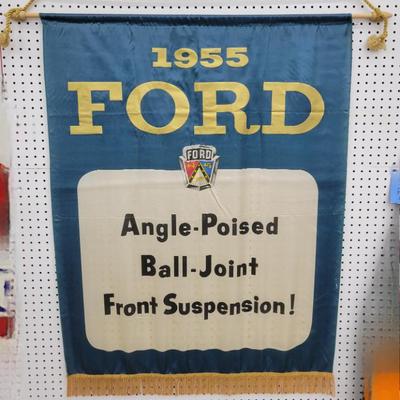 1955
FORD
FORD
Angle-Poised
Ball-Joint
Front Suspension!